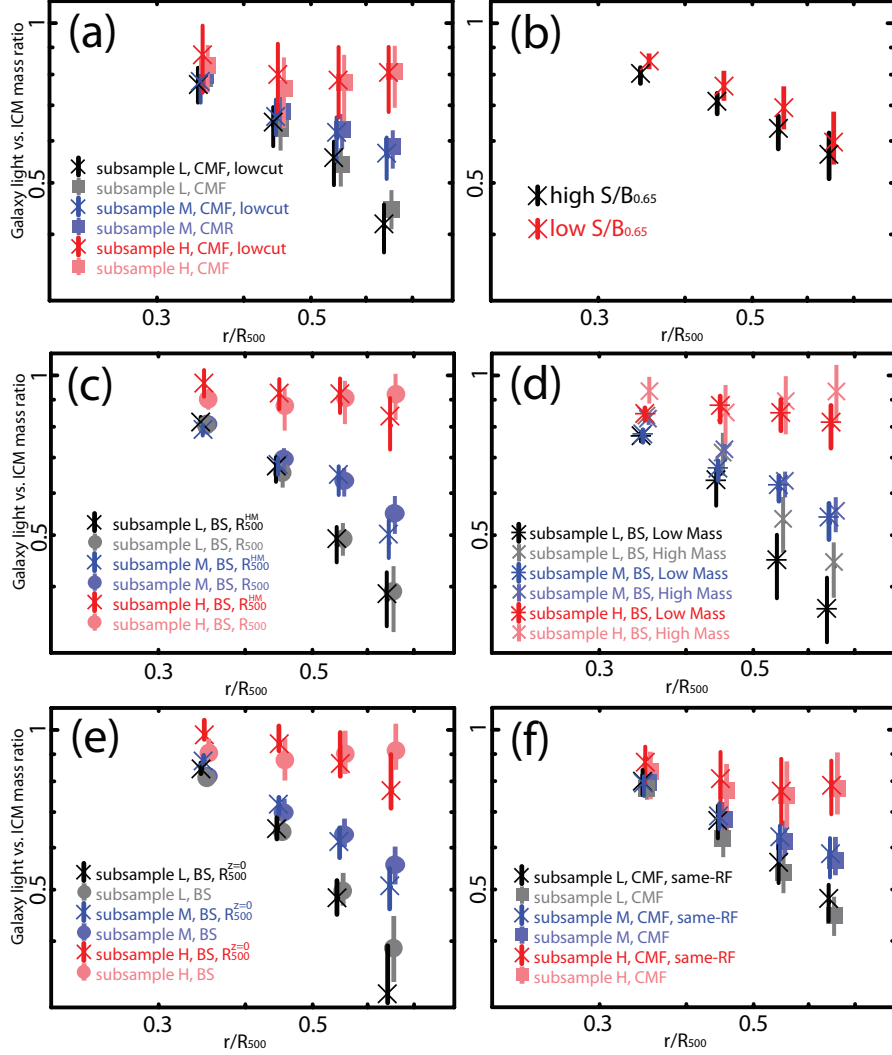 (a)
Galaxy light vs. ICM mass ratio
1
0.5
subsample L, CMF, lowcut
subsample L, CMF
subsample M, CMF, lowcut
subsample M, CMR
subsample H, CMF, lowcut
subsample H, CMF
0.3
0.5
r/R500
(b)
1
0.5
high S/B0.65
low S/B0.65
0.3
0.5
r/R500
(c)
Galaxy light vs. ICM mass ratio
1
0.5
subsample L, BS, R500HM
subsample L, BS, R500
subsample M, BS, R500HM
subsample M, BS, R500
subsample H, BS, R500HM
subsample H, BS, R500
0.3
0.5
r/R500
(d)
1
0.5
subsample L, BS, Low Mass
subsample L, BS, High Mass
subsample M, BS, Low Mass
subsample M, BS, High Mass
subsample H, BS, Low Mass
subsample H, BS, High Mass
0.3
0.5
r/R500
(e)
Galaxy light vs. ICM mass ratio
1
0.5
subsample L, BS, R500z=0
subsample L, BS
subsample M, BS, R500z=0
subsample M, BS
subsample H, BS, R500z=0
subsample H, BS
0.3
0.5
r/R500
(f)
1
0.5
subsample L, CMF, same-RF
subsample L, CMF
subsample M, CMF, same-RF
subsample M, CMF
subsample H, CMF, same-RF
subsample H, CMF
0.3
0.5
r/R500